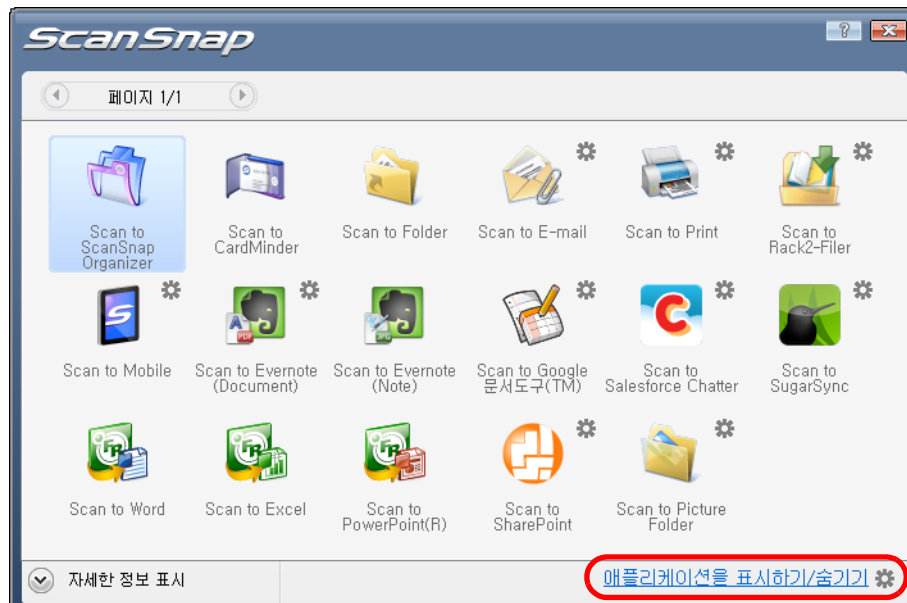 ScanSnap
페이지 1/1
Scan to
ScanSnap
Organizer
Scan to
CardMinder
Scan to Folder
Scan to E-mail
Scan to Print
Scan to
Rack2-Filer
Scan to Mobile
Scan to Evernote
(Document)
Scan to Evernote
(Note)
Scan to Google
문서도구(TM)
Scan to
Salesforce Chatter
Scan to
SugarSync
Scan to Word
Scan to Excel
Scan to
PowerPoint(R)
Scan to
SharePoint
Scan to Picture
Folder
자세한 정보 표시
애플리케이션을 표시하기/숨기기